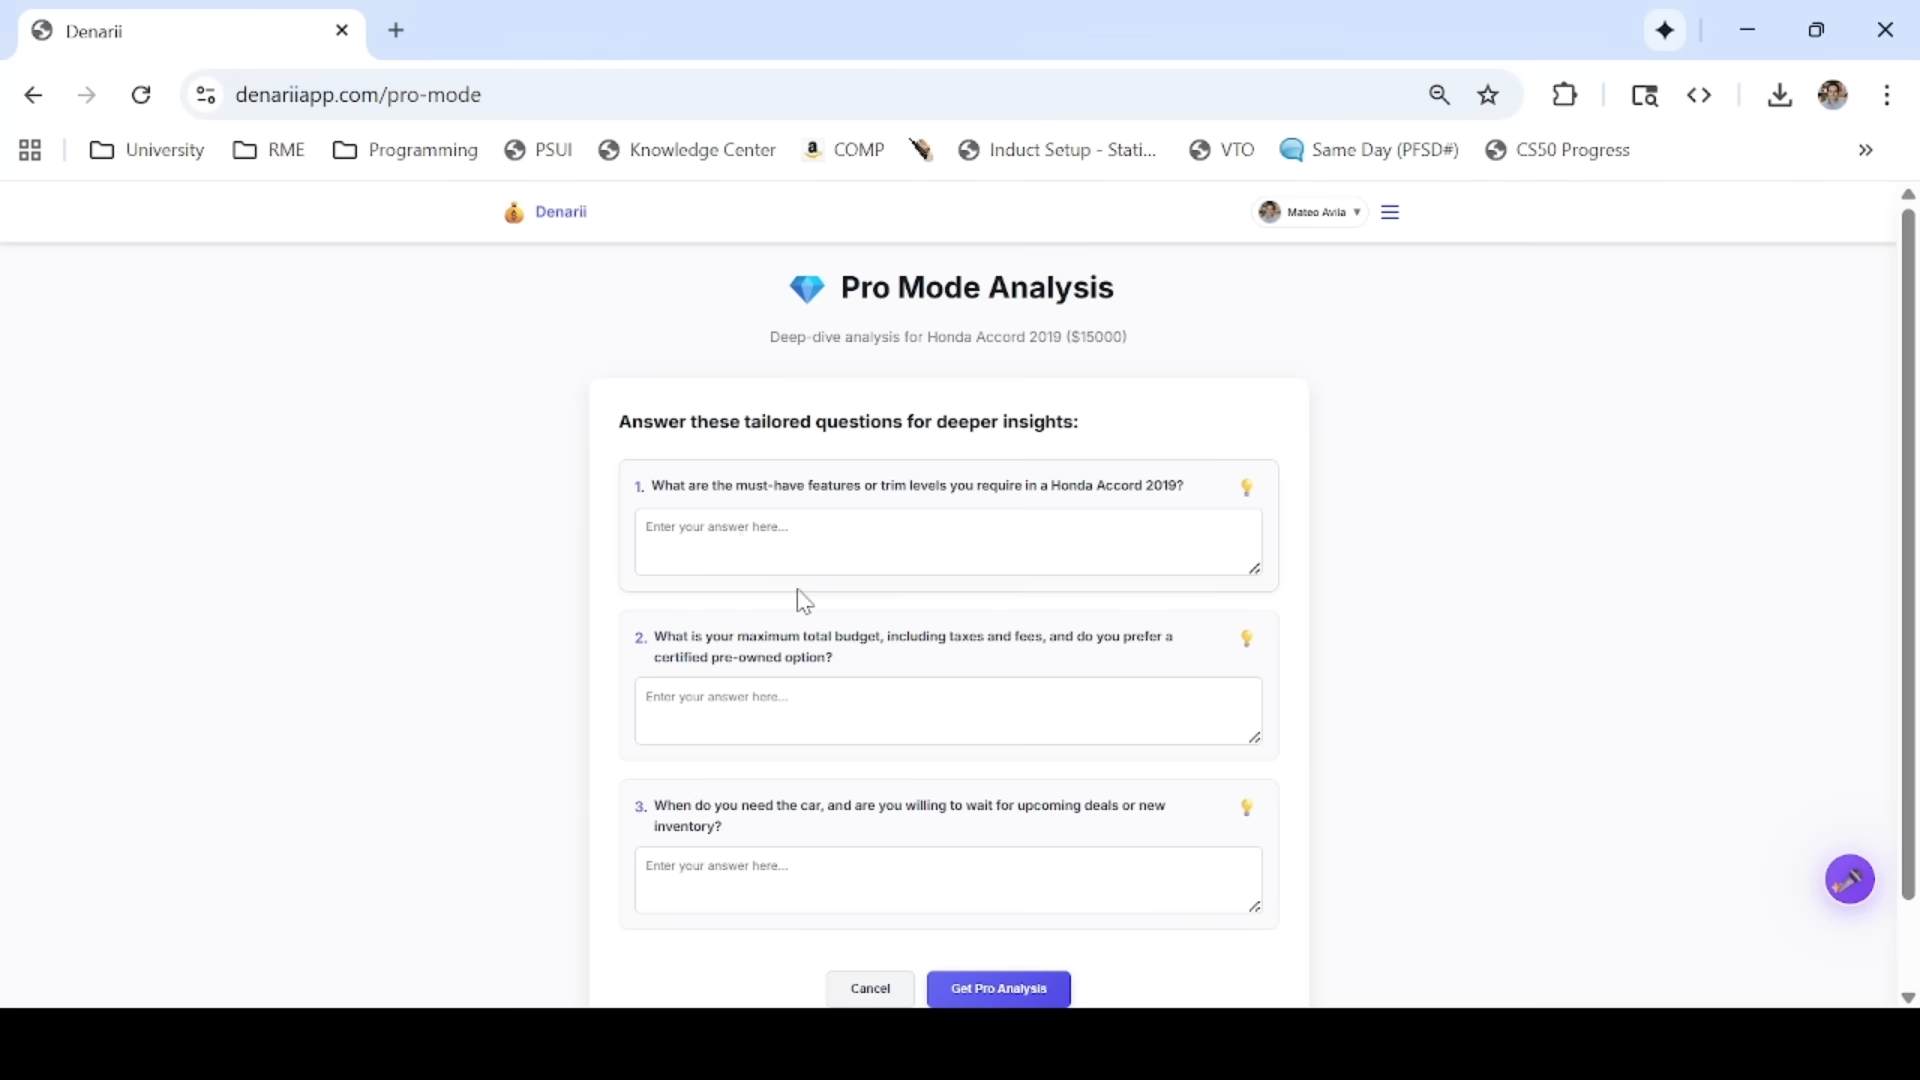 Denarii
denariiapp.com/pro-mode
University
RME
Programming
PSUI
Knowledge Center
a
COMP
Induct Setup - Stati...
VTO
Same Day (PFSD#)
CS50 Progress
»
Denarii
Mateo Avila ▼
Pro Mode Analysis
Deep-dive analysis for Honda Accord 2019 ($15000)
Answer these tailored questions for deeper insights:
1. What are the must-have features or trim levels you require in a Honda Accord 2019?
Enter your answer here...
2. What is your maximum total budget, including taxes and fees, and do you prefer a
certified pre-owned option?
Enter your answer here...
3. When do you need the car, and are you willing to wait for upcoming deals or new
inventory?
Enter your answer here...
Cancel
Get Pro Analysis